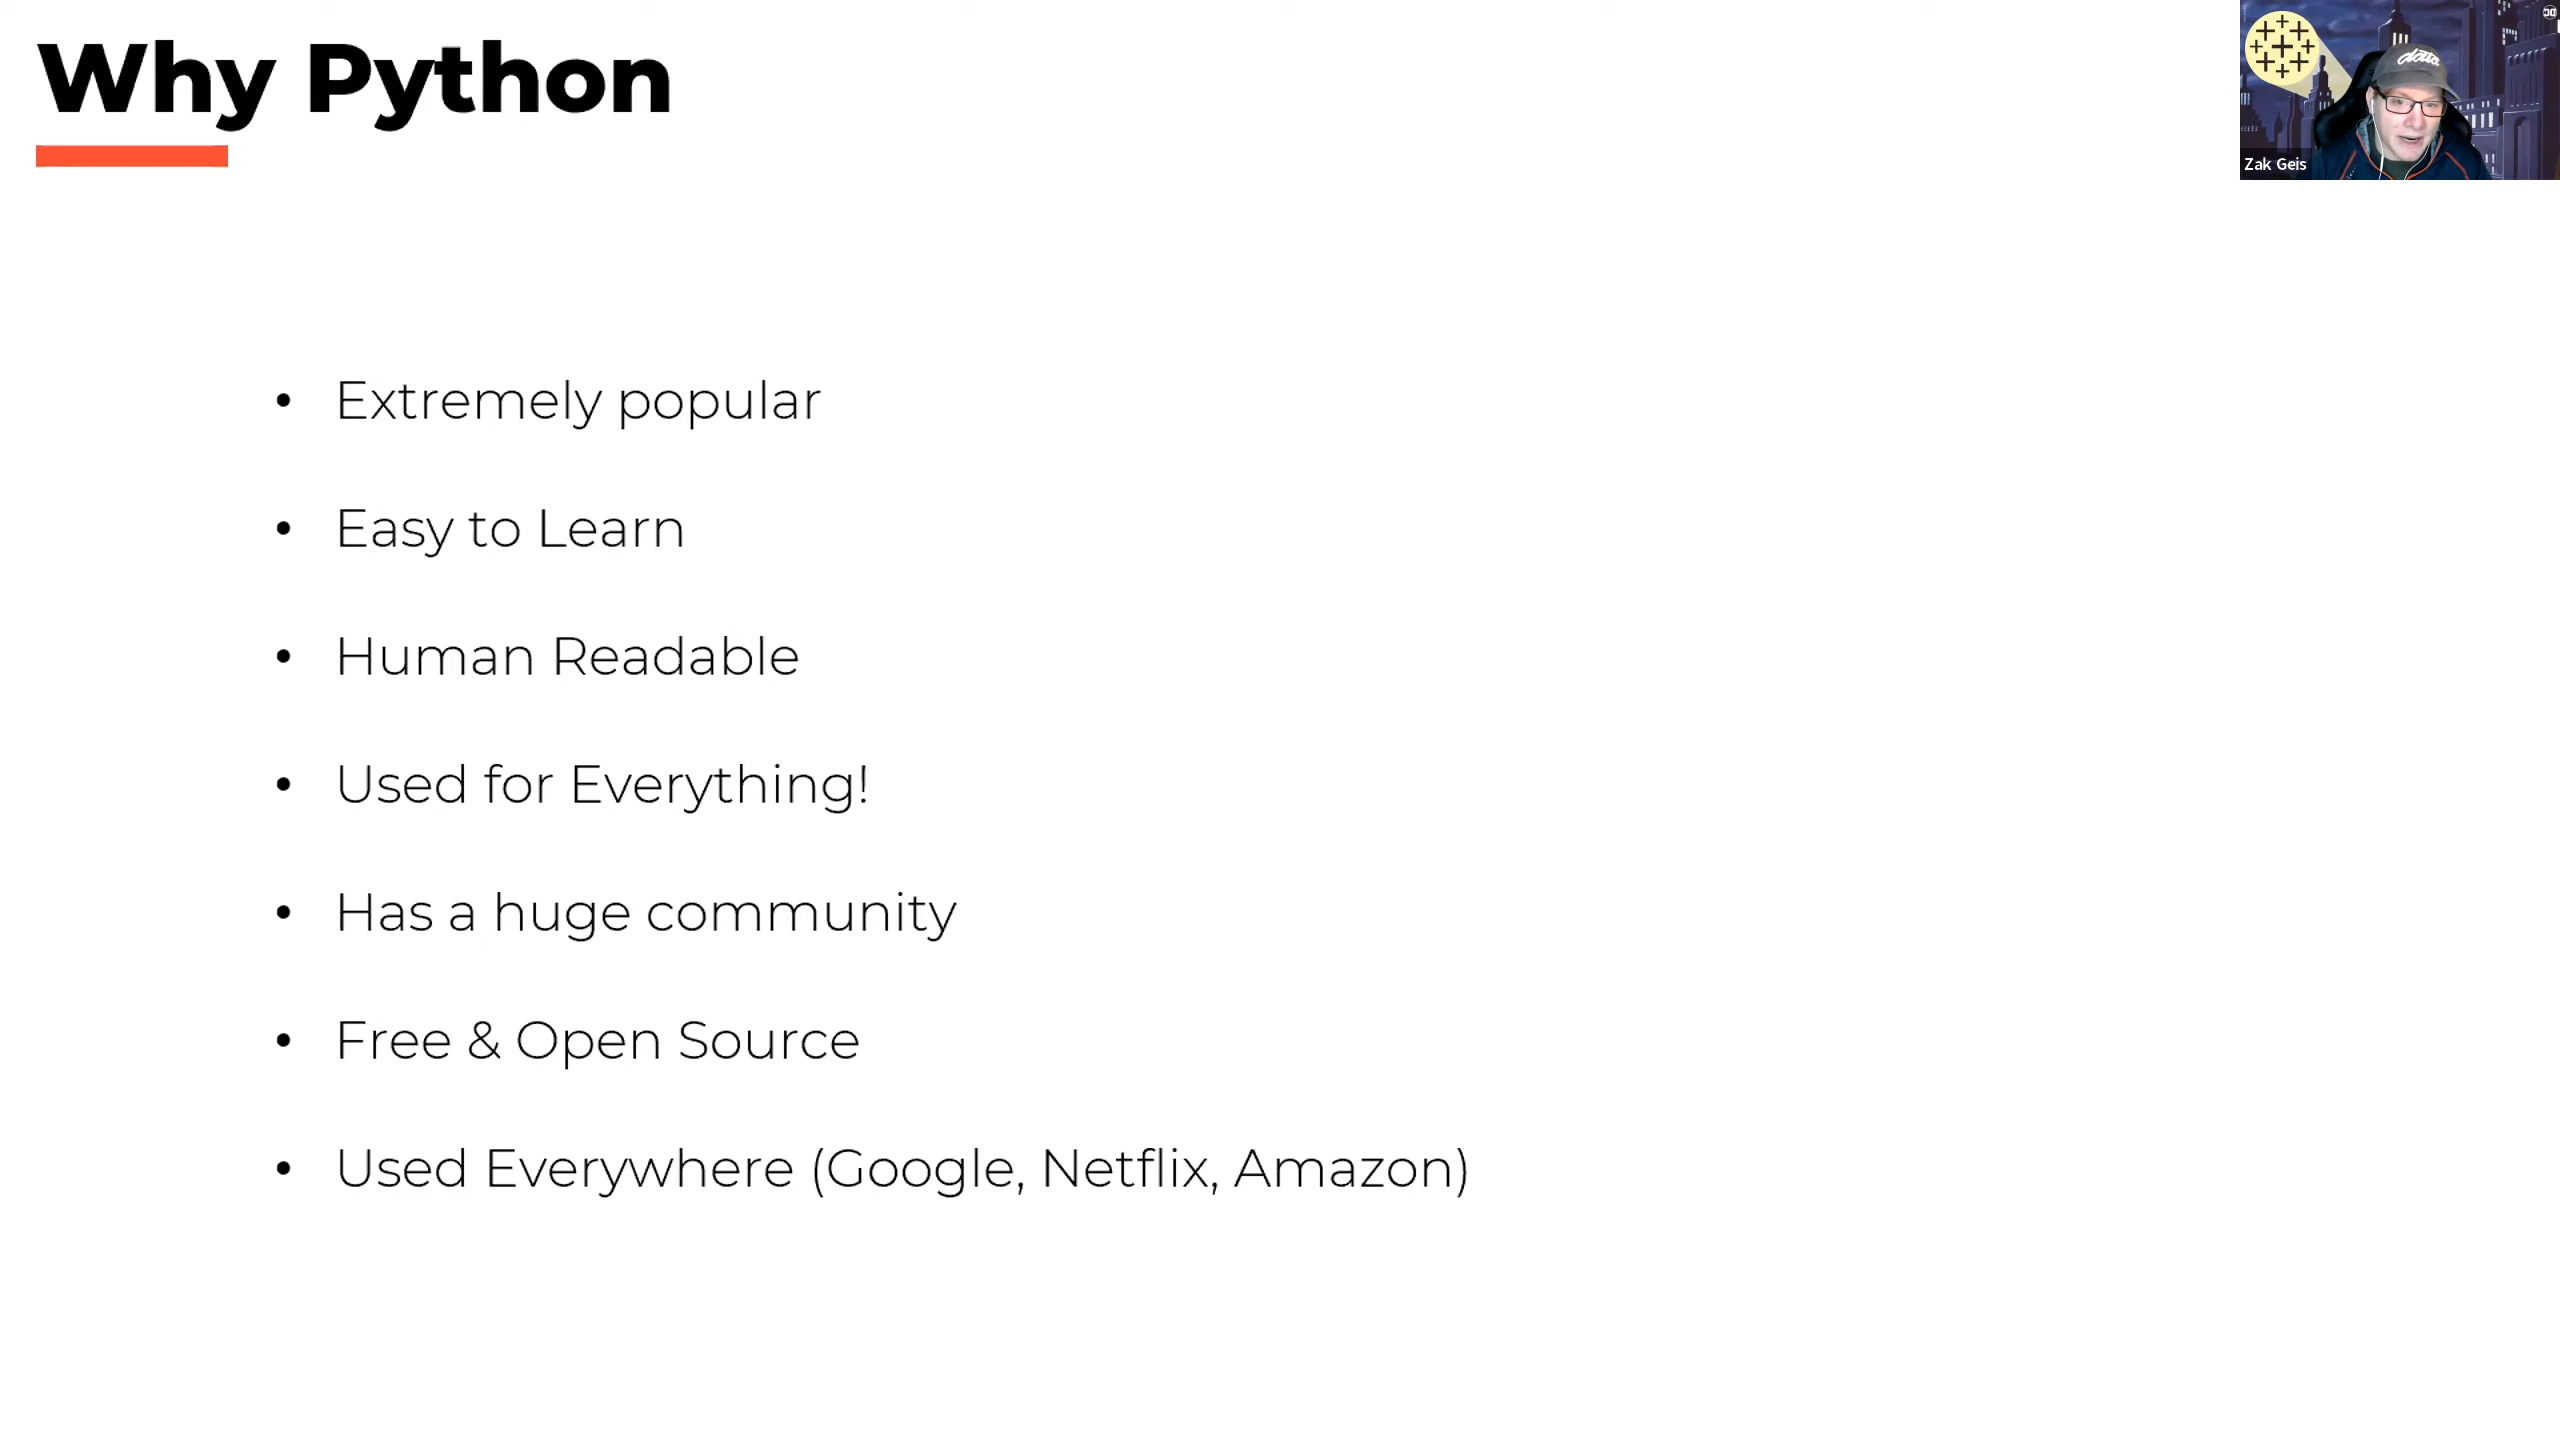 Why Python
data
Zak Geis
• Extremely popular
• Easy to Learn
• Human Readable
• Used for Everything!
• Has a huge community
• Free & Open Source
• Used Everywhere (Google, Netflix, Amazon)